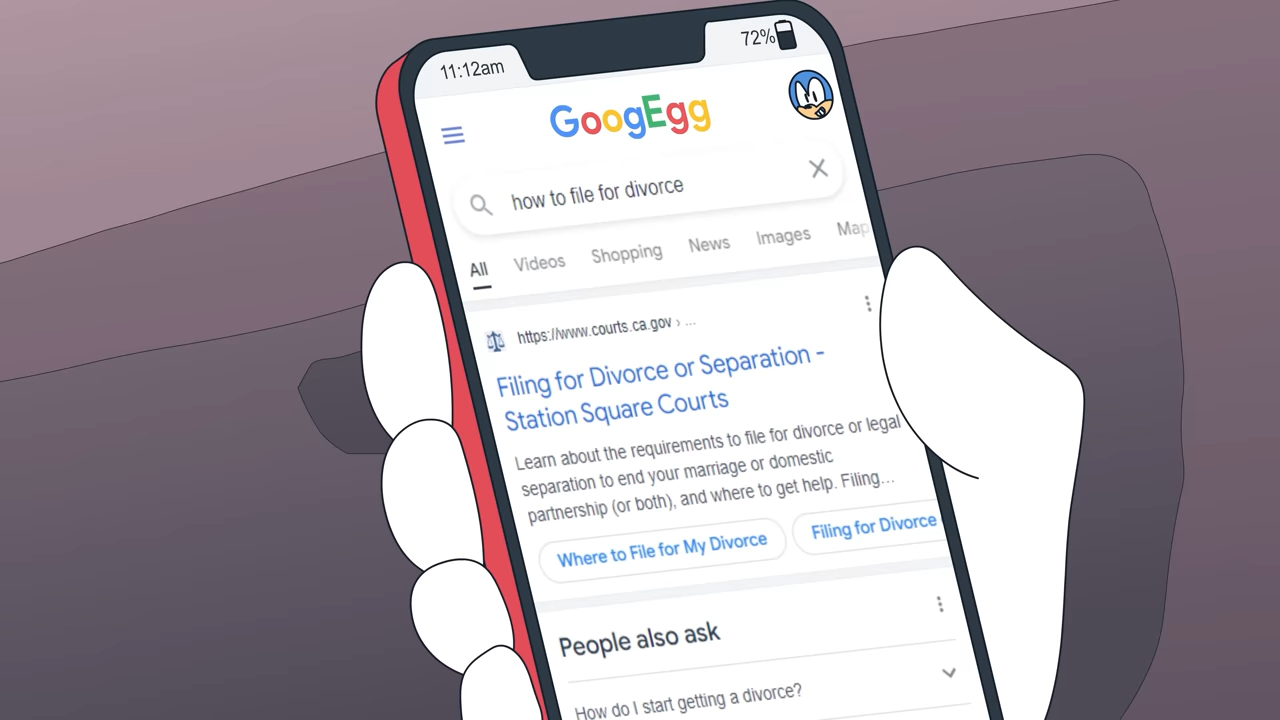 11:12am
72%
GoogEgg
how to file for divorce
All Videos Shopping News Images Map
https://www.courts.ca.gov › ...
Filing for Divorce or Separation -
Station Square Courts
Learn about the requirements to file for divorce or legal
separation to end your marriage or domestic
partnership (or both), and where to get help. Filing...
Where to File for My Divorce Filing for Divorce
People also ask
How do I start getting a divorce?